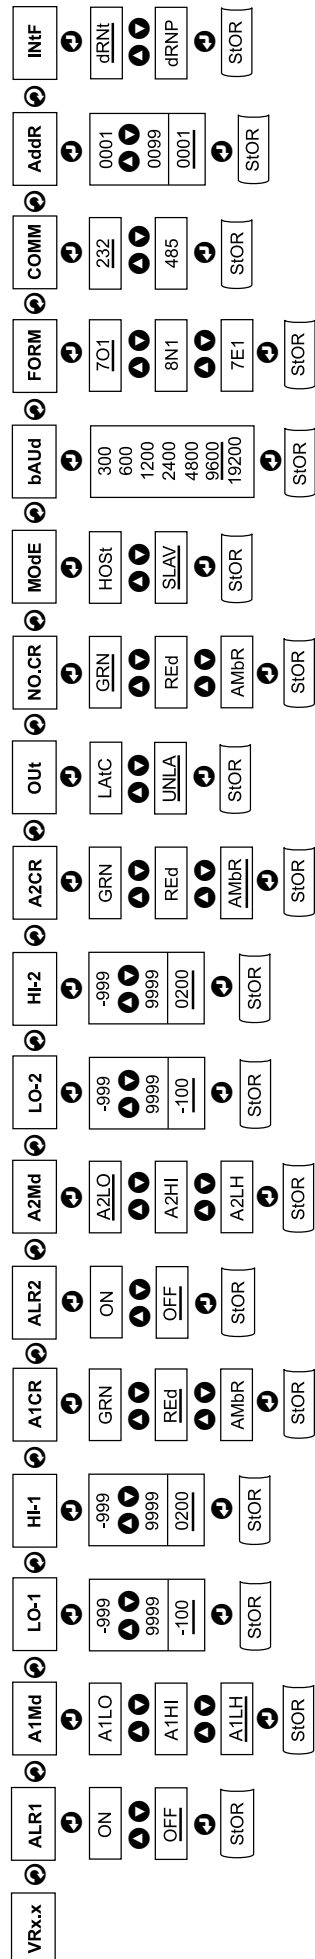 VRx.x
ALR1
ON
OFF
StOR
A1Md
A1LO
A1HI
A1LH
StOR
LO-1
-999
9999
-100
StOR
HI-1
-999
9999
0200
StOR
A1CR
GRN
REd
AMbR
StOR
ALR2
ON
OFF
StOR
A2Md
A2LO
A2HI
A2LH
StOR
LO-2
-999
9999
-100
StOR
HI-2
-999
9999
0200
StOR
A2CR
GRN
REd
AMbR
StOR
OUt
LAtC
UNLA
StOR
NO.CR
GRN
REd
AMbR
StOR
MOdE
HOSt
SLAV
StOR
bAUd
300
600
1200
2400
4800
9600
19200
StOR
FORM
7O1
8N1
7E1
StOR
COMM
232
485
StOR
AddR
0001
0099
0001
StOR
INtF
dRNt
dRNP
StOR